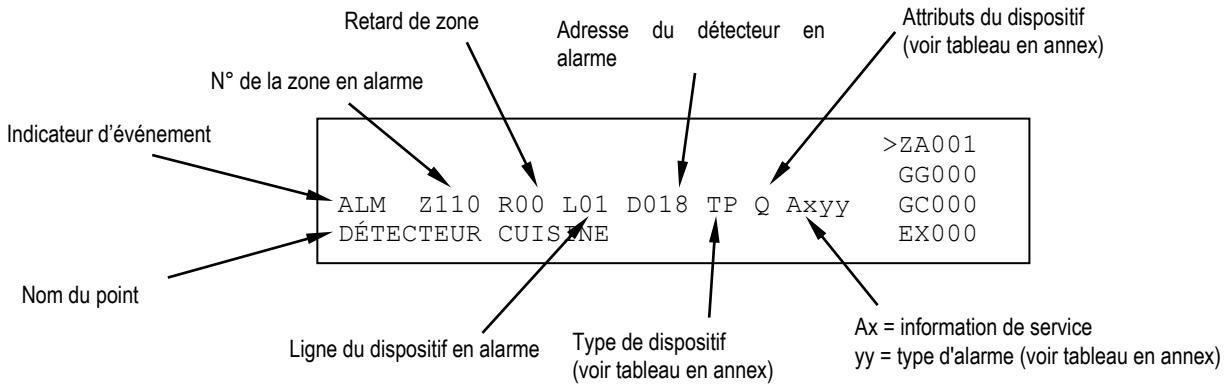 Retard de zone
Adresse du détecteur en
alarme
Attributs du dispositif
(voir tableau en annex)
N° de la zone en alarme
Indicateur d'événement
>ZA001
GG000
ALM Z110 R00 L01 D018 TP Q Axyy GC000
DÉTECTEUR CUISINE EX000
Nom du point
Ligne du dispositif en alarme
Type de dispositif
(voir tableau en annex)
Ax = information de service
yy = type d'alarme (voir tableau en annex)